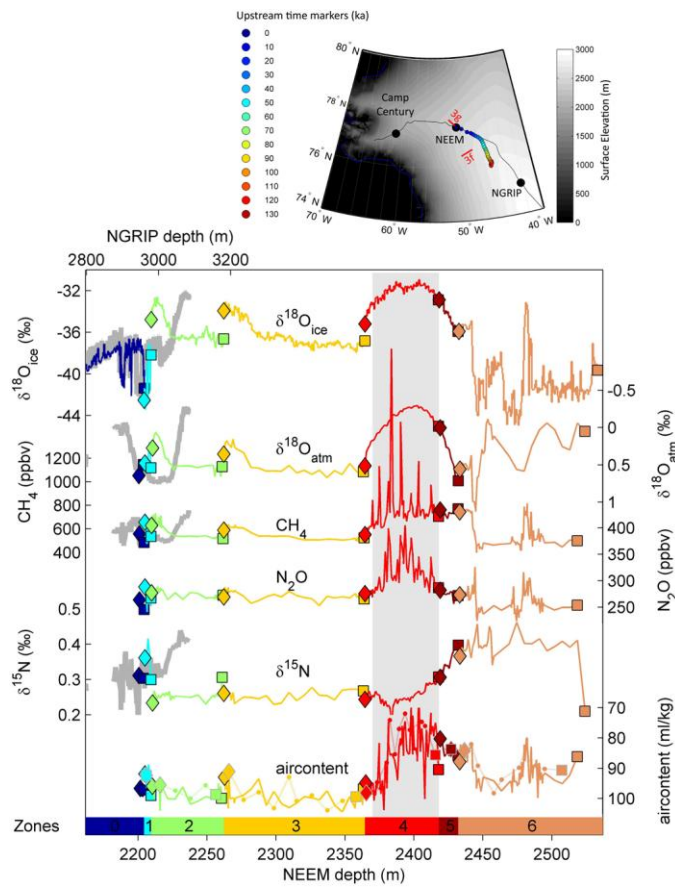 Upstream time markers (ka)
0
10
20
30
40
60
70
80
90
100
110
120
130
80 ° N
78 ° N
76 ° N
74 ° N
70 ° W
60 ° W
50 ° W
40 ° W
Camp
Century
NEEM
NGRIP
3000
2500
2000
1500
1000
500
0
Surface Elevation (m)
NGRIP depth (m)
2800 3000 3200
-32
-36
-40
-44
δ18Oice (‰)
δ18Oice
-0.5
0
0.5
1
δ18Oatm (‰)
δ18Oatm
1200
1000
800
600
400
CH4 (ppbv)
CH4
400
350
300
250
N2O (ppbv)
N2O
0.5
0.4
0.3
0.2
δ15N (‰)
δ15N
70
80
90
100
aircontent (ml/kg)
aircontent
Zones 1 2 3 4 5 6
2200 2250 2300 2350 2400 2450 2500
NEEM depth (m)